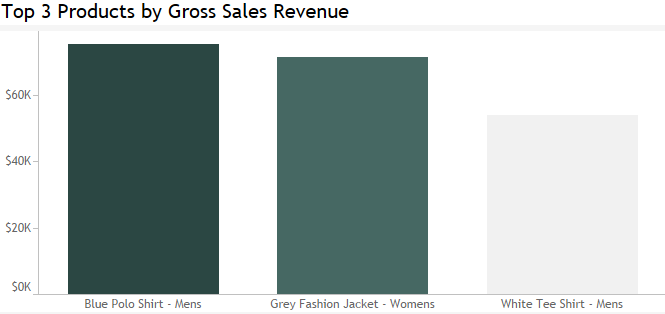 Top 3 Products by Gross Sales Revenue
$60K
$40K
$20K
$0K
Blue Polo Shirt - Mens
Grey Fashion Jacket - Womens
White Tee Shirt - Mens